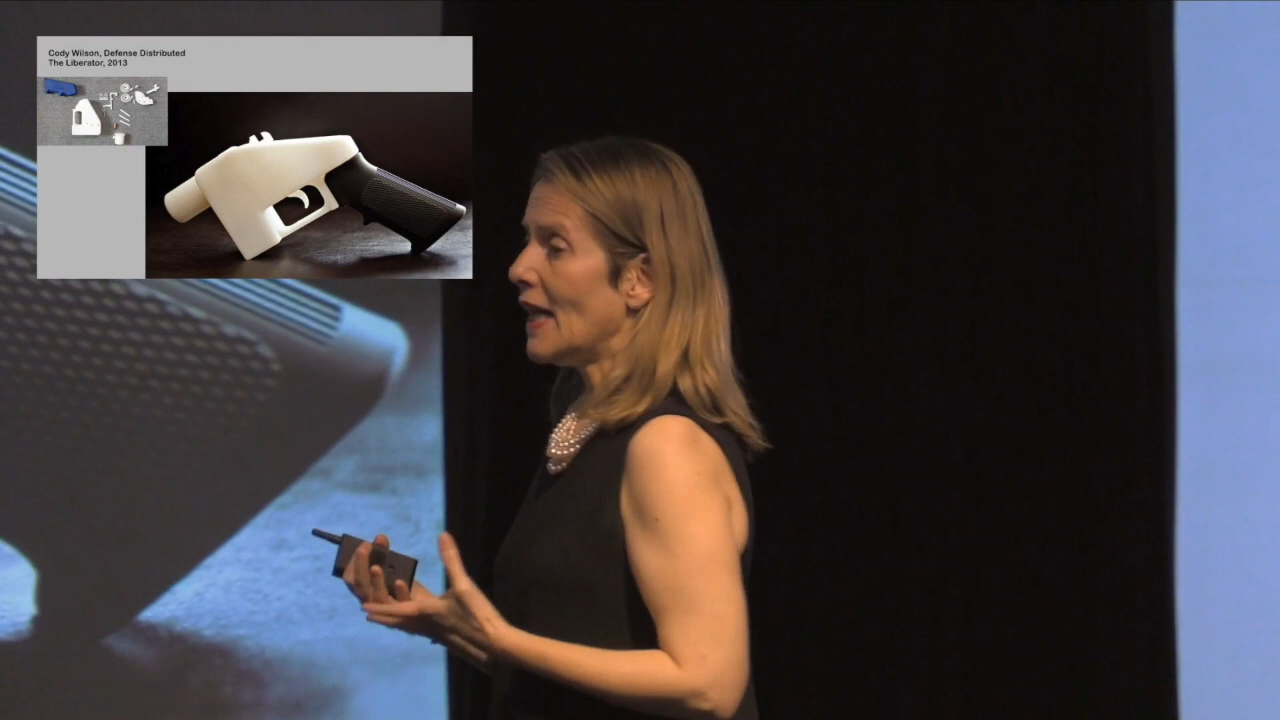 Cody Wilson, Defense Distributed
The Liberator, 2013